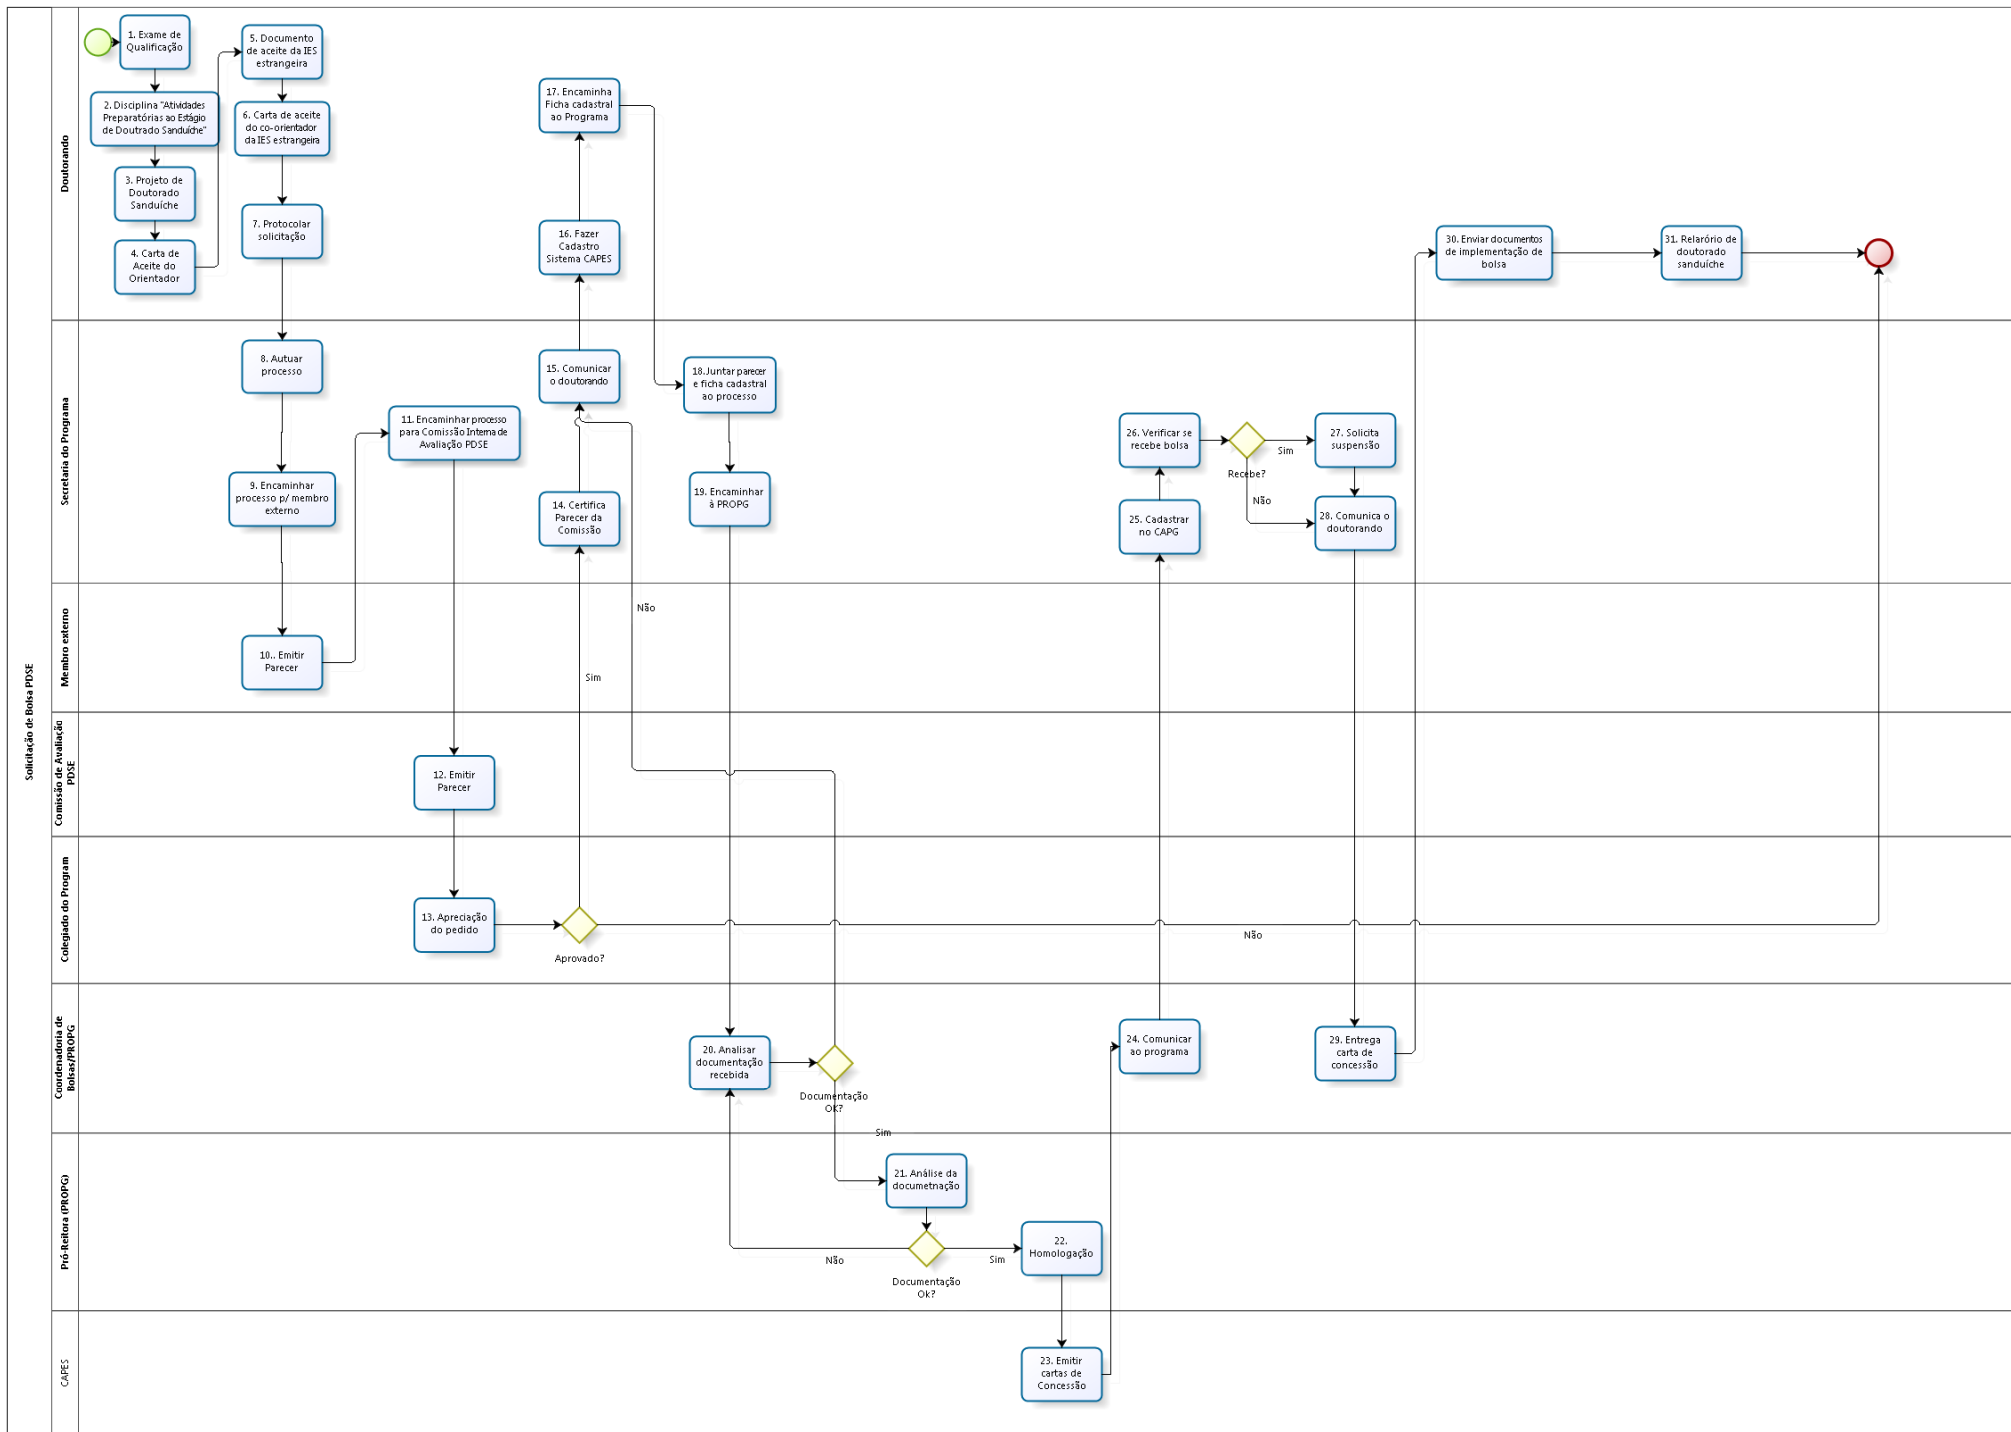 Solicitação de Bolsa PDSE
Doutorando
1. Exame de
Qualificação
2. Disciplina "Atividades
Preparatórias ao Estágio
de Doutrado Sanduíche"
3. Projeto de
Doutorado
Sanduíche
4. Carta de
Aceite do
Orientador
5. Documento
de aceite da IES
estrangeira
6. Carta de aceite
do co-orientador
da IES estrangeira
7. Protocolar
solicitação
17. Encaminha
Ficha cadastral
ao Programa
16. Fazer
Cadastro
Sistema CAPES
30. Enviar documentos
de implementação de
bolsa
31. Relarório de
doutorado
sanduíche
Secretaria do Programa
8. Autuar
processo
9. Encaminhar
processo p/ membro
externo
11. Encaminhar processo
para Comissão Interna de
Avaliação PDSE
15. Comunicar
o doutorando
14. Certifica
Parecer da
Comissão
18.Juntar parecer
e ficha cadastral
ao processo
19. Encaminhar
à PROPG
26. Verificar se
recebe bolsa
25. Cadastrar
no CAPG
Recebe?
Sim
Não
27. Solicita
suspensão
28. Comunica o
doutorando
Membro externo
10.. Emitir
Parecer
Não
Sim
Comissão de Avaliação
PDSE
12. Emitir
Parecer
Colegiado do Program
13. Apreciação
do pedido
Aprovado?
Não
Coordenadoria de
Bolsas/PROPG
20. Analisar
documentação
recebida
Documentação
OK?
Sim
24. Comunicar
ao programa
29. Entrega
carta de
concessão
Pró-Reitora (PROPG)
21. Análise da
documetnação
Não
Documentação
Ok?
Sim
22.
Homologação
CAPES
23. Emitir
cartas de
Concessão